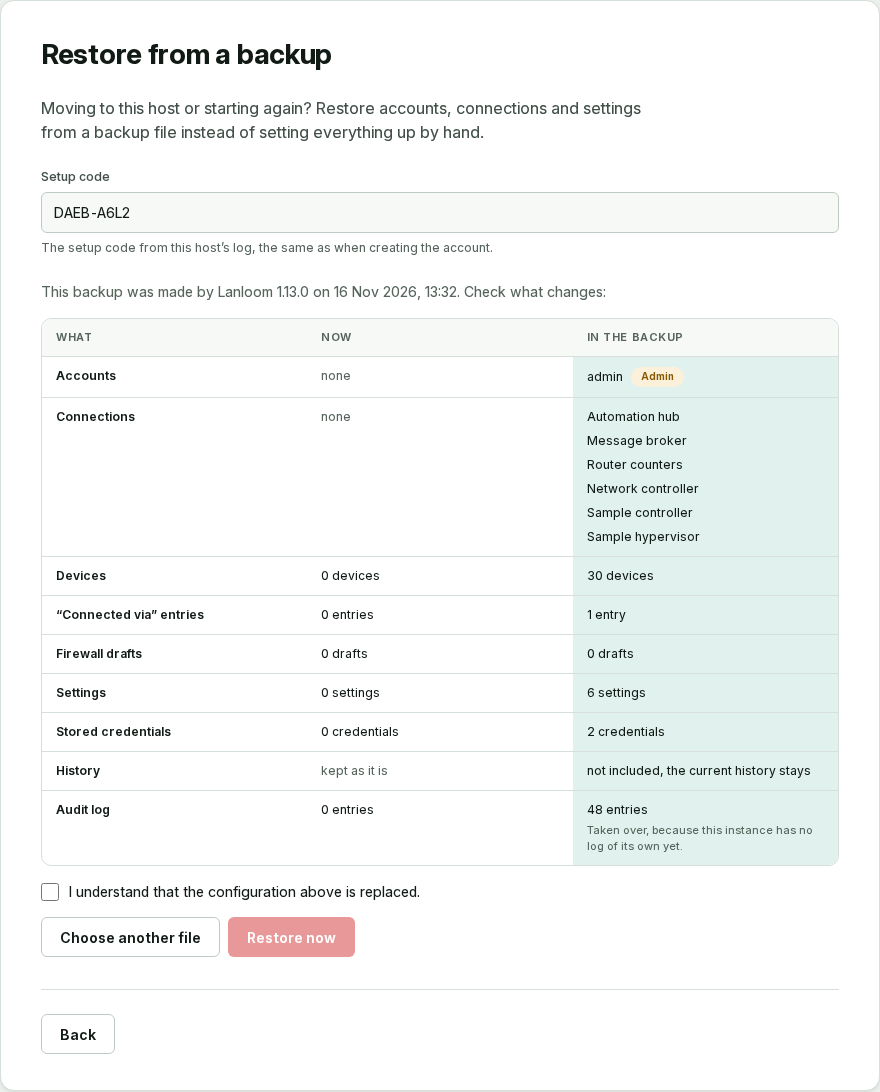 Restore from a backup
Moving to this host or starting again? Restore accounts, connections and settings
from a backup file instead of setting everything up by hand.
Setup code
DAEB-A6L2
The setup code from this host’s log, the same as when creating the account.
This backup was made by Lanloom 1.13.0 on 16 Nov 2026, 13:32. Check what changes:
WHAT NOW IN THE BACKUP
Accounts none admin Admin
Connections none Automation hub
Message broker
Router counters
Network controller
Sample controller
Sample hypervisor
Devices 0 devices 30 devices
“Connected via” entries 0 entries 1 entry
Firewall drafts 0 drafts 0 drafts
Settings 0 settings 6 settings
Stored credentials 0 credentials 2 credentials
History kept as it is not included, the current history stays
Audit log 0 entries 48 entries
Taken over, because this instance has no
log of its own yet.
I understand that the configuration above is replaced.
Choose another file Restore now
Back